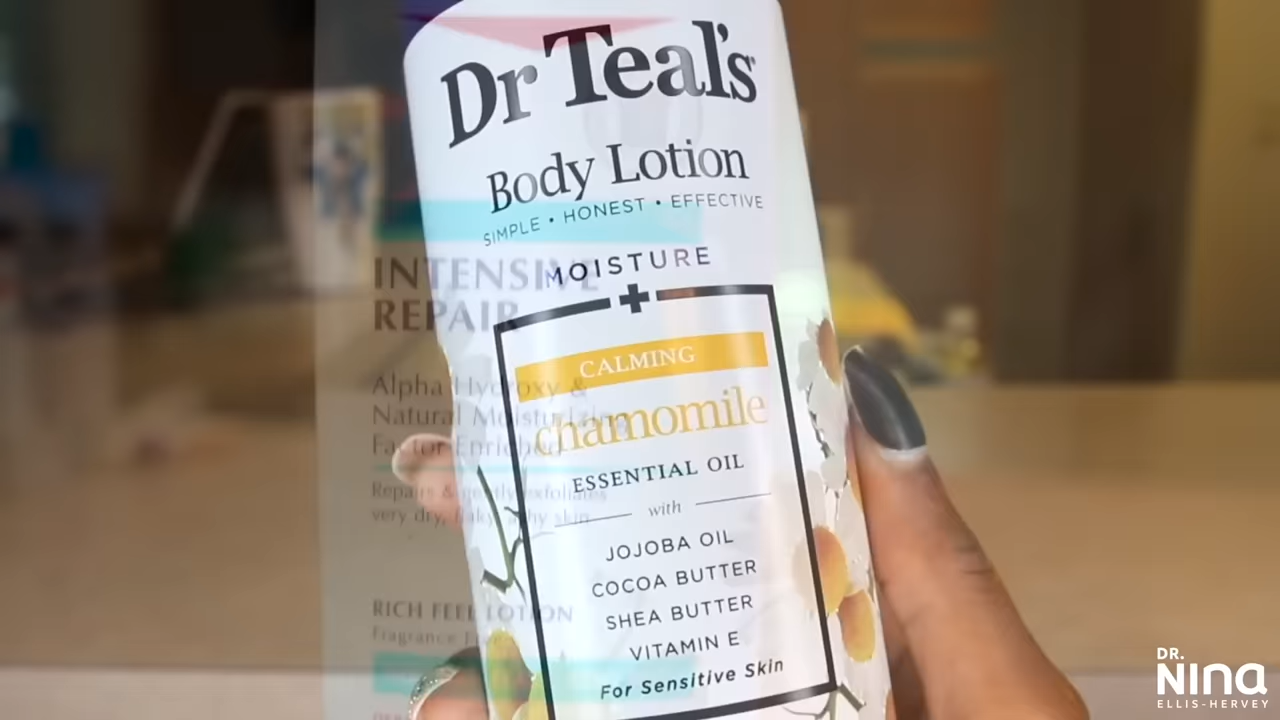 Dr Teal's
Body Lotion
SIMPLE • HONEST • EFFECTIVE
MOISTURE
+
CALMING
chamomile
ESSENTIAL OIL
with
JOJOBA OIL
COCOA BUTTER
SHEA BUTTER
VITAMIN E
For Sensitive Skin
INTENSIVE
REPAIR
Alpha Hydroxy &
Natural Moisturizing
Factor Enriched
Repairs & gently exfoliates
very dry, flaky, ashy skin
RICH FEEL LOTION
Fragrance Free
DR.
Nina
ELLIS-HERVEY